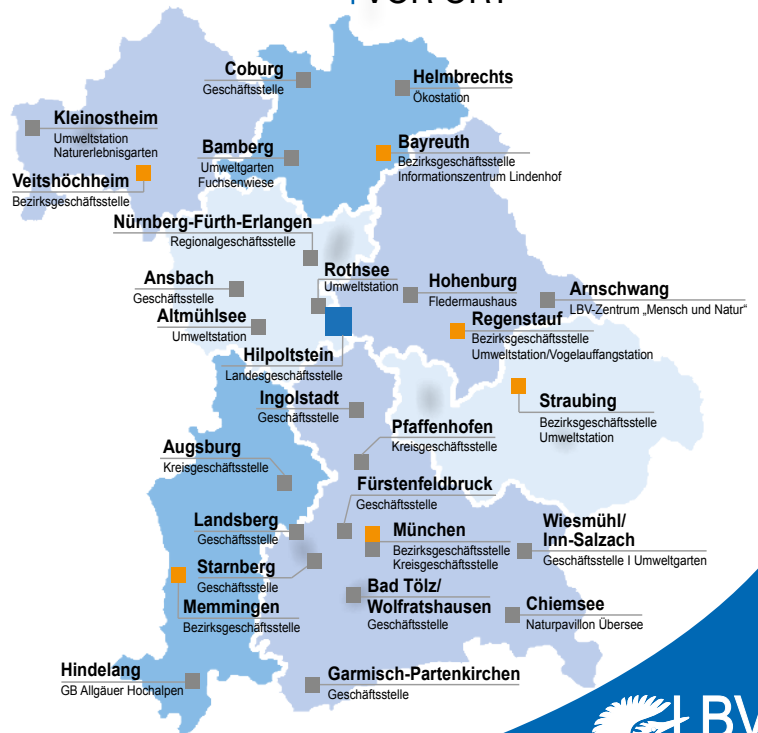 VOR ORT
Coburg
Geschäftsstelle
Helmbrechts
Ökostation
Kleinostheim
Umweltstation
Naturerlebnisgarten
Bamberg
Umweltgarten
Fuchsenwiese
Bayreuth
Bezirksgeschäftsstelle
Informationszentrum Lindenhof
Veitshöchheim
Bezirksgeschäftsstelle
Nürnberg-Fürth-Erlangen
Regionalgeschäftsstelle
Ansbach
Geschäftsstelle
Rothsee
Umweltstation
Hohenburg
Fledermaushaus
Arnschwang
LBV-Zentrum „Mensch und Natur“
Altmühlsee
Umweltstation
Regenstauf
Bezirksgeschäftsstelle
Umweltstation/Vogelauffangstation
Hilpoltstein
Landesgeschäftsstelle
Ingolstadt
Geschäftsstelle
Straubing
Bezirksgeschäftsstelle
Umweltstation
Pfaffenhofen
Kreisgeschäftsstelle
Augsburg
Kreisgeschäftsstelle
Fürstenfeldbruck
Geschäftsstelle
Landsberg
Geschäftsstelle
München
Bezirksgeschäftsstelle
Kreisgeschäftsstelle
Wiesmühl/
Inn-Salzach
Geschäftsstelle I Umweltgarten
Starnberg
Geschäftsstelle
Bad Tölz/
Wolfratshausen
Geschäftsstelle
Memmingen
Bezirksgeschäftsstelle
Chiemsee
Naturpavillon Übersee
Hindelang
GB Allgäuer Hochalpen
Garmisch-Partenkirchen
Geschäftsstelle
LBV